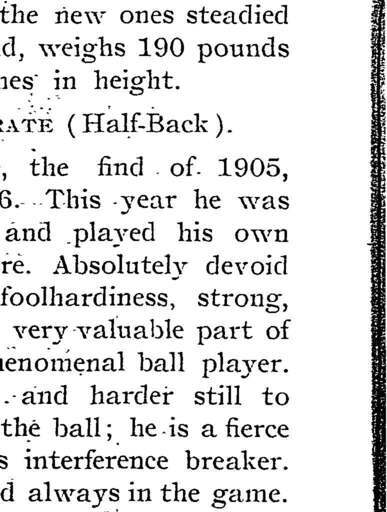 the new ones steadied
d, weighs 190 pounds
hes in height.
RATE (Half-Back).
, the find of 1905,
6. This year he was
and played his own
re. Absolutely devoid
foolhardiness, strong,
very valuable part of
henomenal ball player.
. and harder still to
the ball; he is a fierce
s interference breaker.
d always in the game.